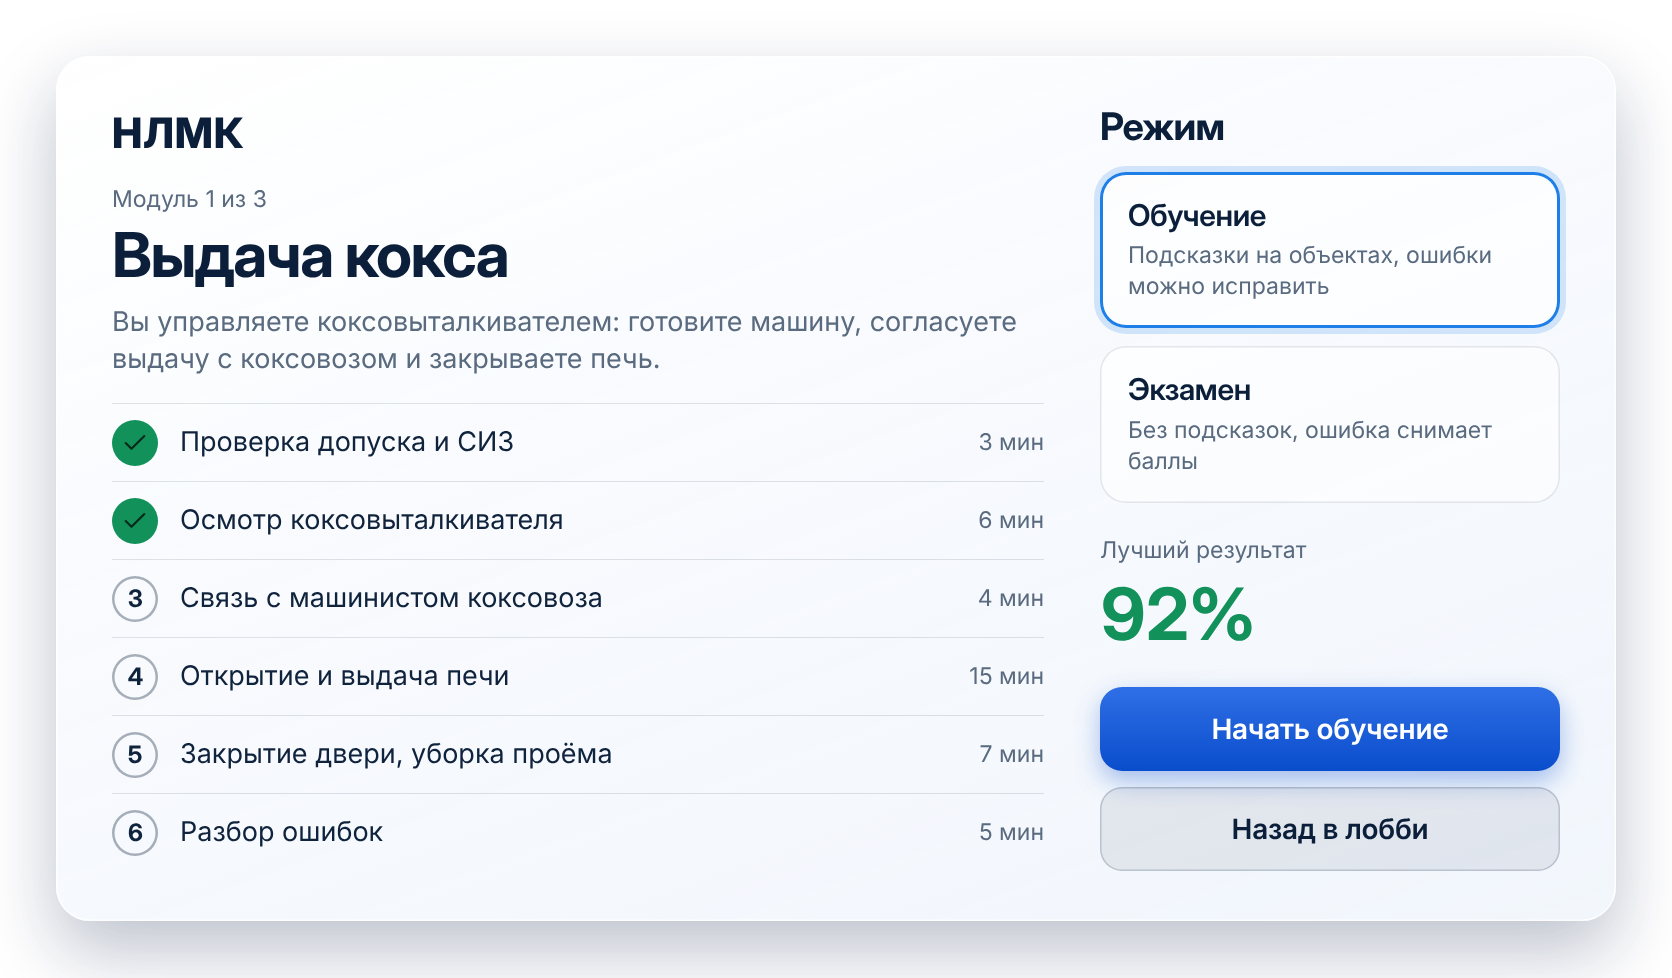 НЛМК
Модуль 1 из 3
Выдача кокса
Вы управляете коксовыталкивателем: готовите машину, согласуете
выдачу с коксовозом и закрываете печь.
Проверка допуска и СИЗ 3 мин
Осмотр коксовыталкивателя 6 мин
3 Связь с машинистом коксовоза 4 мин
4 Открытие и выдача печи 15 мин
5 Закрытие двери, уборка проёма 7 мин
6 Разбор ошибок 5 мин
Режим
Обучение
Подсказки на объектах, ошибки
можно исправить
Экзамен
Без подсказок, ошибка снимает
баллы
Лучший результат
92%
Начать обучение
Назад в лобби